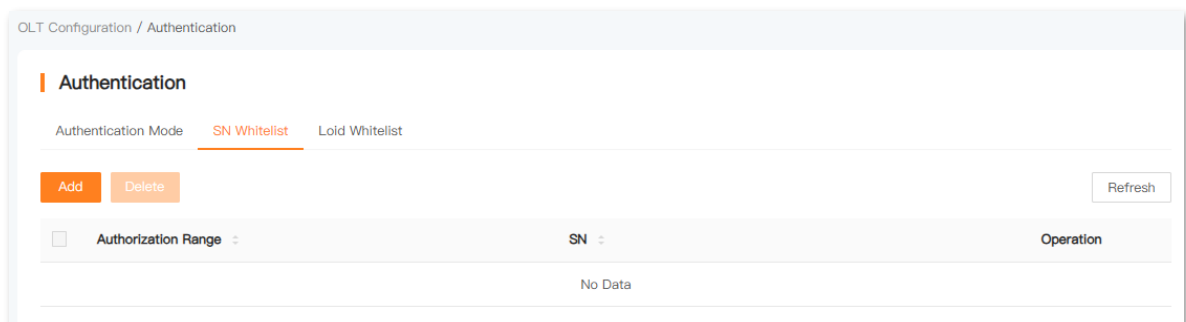 OLT Configuration / Authentication
Authentication
Authentication Mode SN Whitelist Loid Whitelist
Add Delete Refresh
Authorization Range SN Operation
No Data